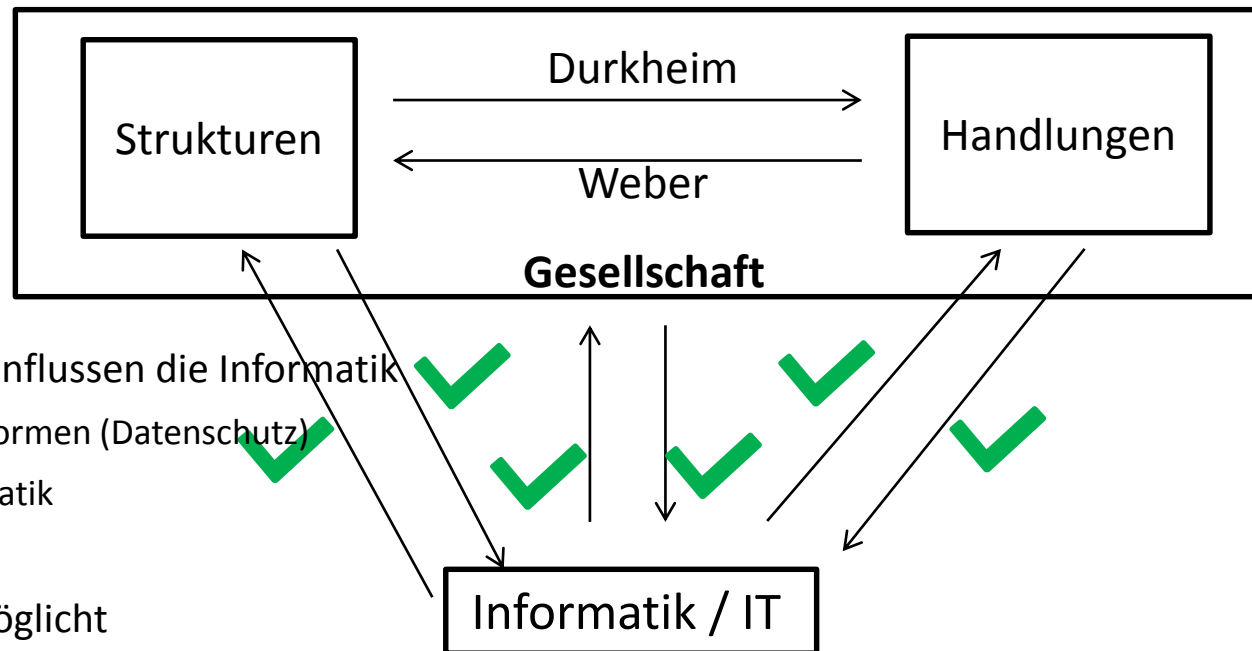 Durkheim
Strukturen
Handlungen
Weber
Gesellschaft
nflussen die Informatik
ormen (Datenschutz)
atik
öglicht
Informatik / IT